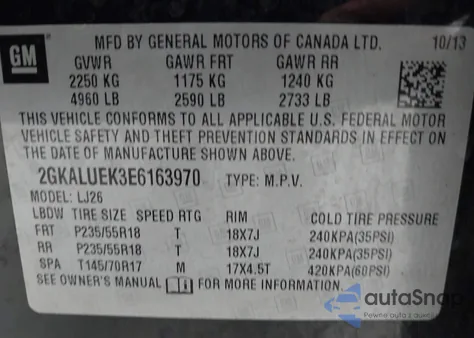 GM
MFD BY GENERAL MOTORS OF CANADA LTD. 10/13
GVWR GAWR FRT GAWR RR
2250 KG 1175 KG 1240 KG
4960 LB 2590 LB 2733 LB
THIS VEHICLE CONFORMS TO ALL APPLICABLE U.S. FEDERAL MOTOR
VEHICLE SAFETY AND THEFT PREVENTION STANDARDS IN EFFECT ON
THE DATE OF MANUFACTURE SHOWN ABOVE.
2GKALUEK3E6163970 TYPE: M.P.V.
MODEL: LJ26
LBDW TIRE SIZE SPEED RTG RIM COLD TIRE PRESSURE
FRT P235/55R18 T 18X7J 240KPA(35PSI)
RR P235/55R18 T 18X7J 240KPA(35PSI)
SPA T145/70R17 M 17X4.5T 420KPA(60PSI)
SEE OWNER'S MANUAL FOR MORE INFORMATION.
autaSnap
Pewne auto z